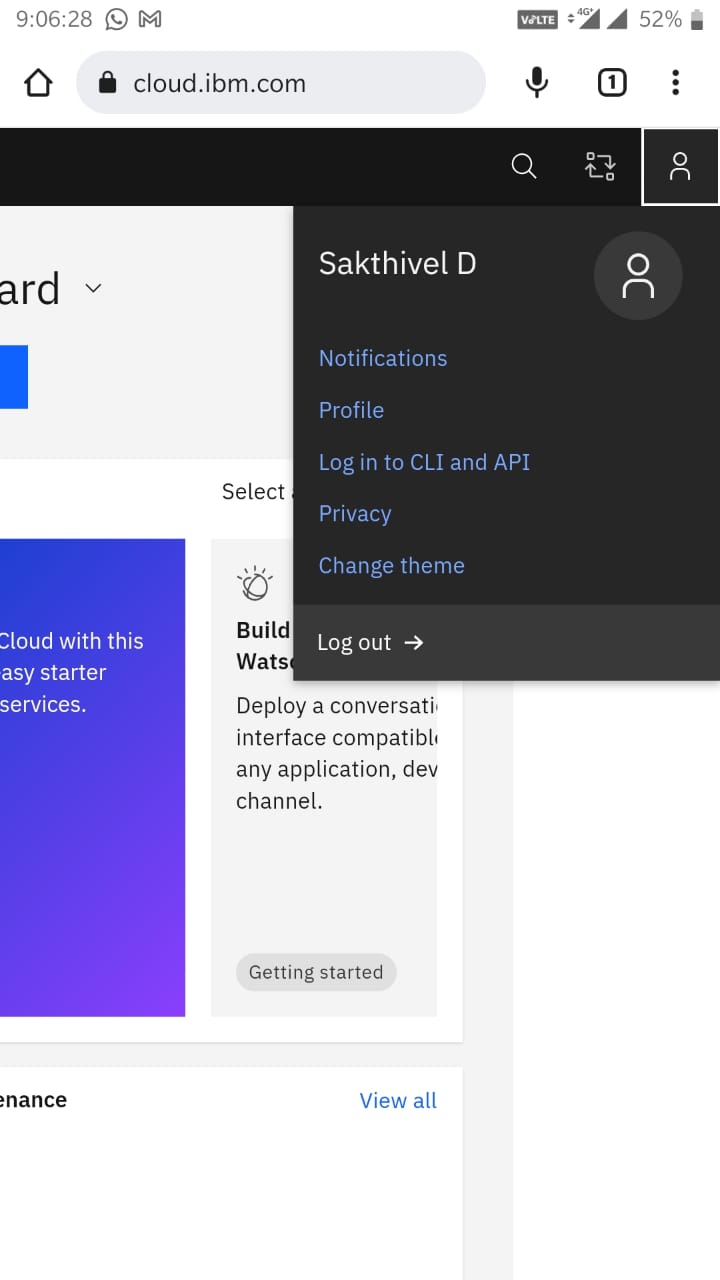 9:06:28
VoLTE 4G+ 52%
cloud.ibm.com
1
ard
Sakthivel D
Notifications
Profile
Log in to CLI and API
Privacy
Change theme
Log out →
Select
Cloud with this
asy starter
services.
Build
Wats
Deploy a conversati
interface compatibl
any application, dev
channel.
Getting started
enance
View all